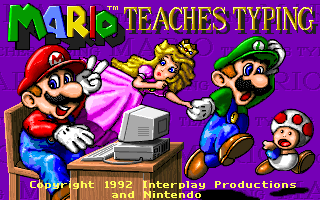 MARIO™ TEACHES TYPING
Copyright 1992 Interplay Productions
and Nintendo